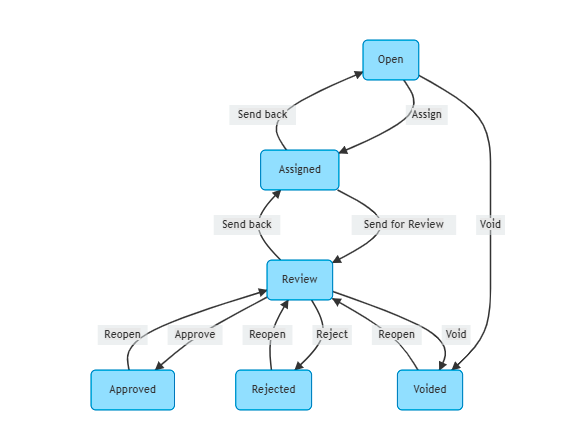 Open
Send back
Assign
Assigned
Send back
Send for Review
Void
Review
Reopen
Approve
Reopen
Reject
Reopen
Void
Approved
Rejected
Voided